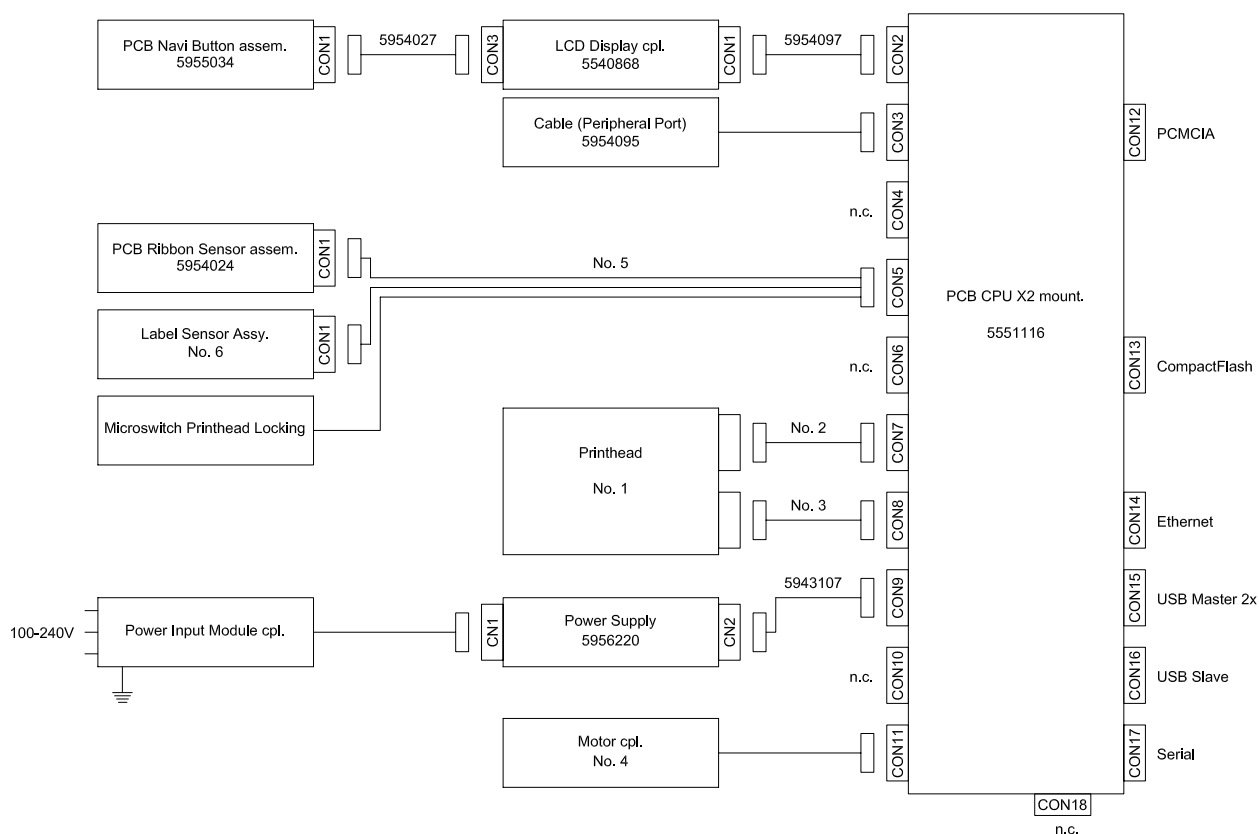 PCB Navi Button assem.
5955034
CON1
5954027
CON3
LCD Display cpl.
5540868
CON1
5954097
CON2
Cable (Peripheral Port)
5954095
CON3
CON12
PCMCIA
n.c.
CON4
PCB Ribbon Sensor assem.
5954024
CON1
No. 5
CON5
PCB CPU X2 mount.
5551116
Label Sensor Assy.
No. 6
CON1
n.c.
CON6
CON13
CompactFlash
Microswitch Printhead Locking
Printhead
No. 1
No. 2
CON7
No. 3
CON8
CON14
Ethernet
100-240V
Power Input Module cpl.
CN1
Power Supply
5956220
CN2
5943107
CON9
CON15
USB Master 2x
n.c.
CON10
CON16
USB Slave
Motor cpl.
No. 4
CON11
CON17
Serial
CON18
n.c.